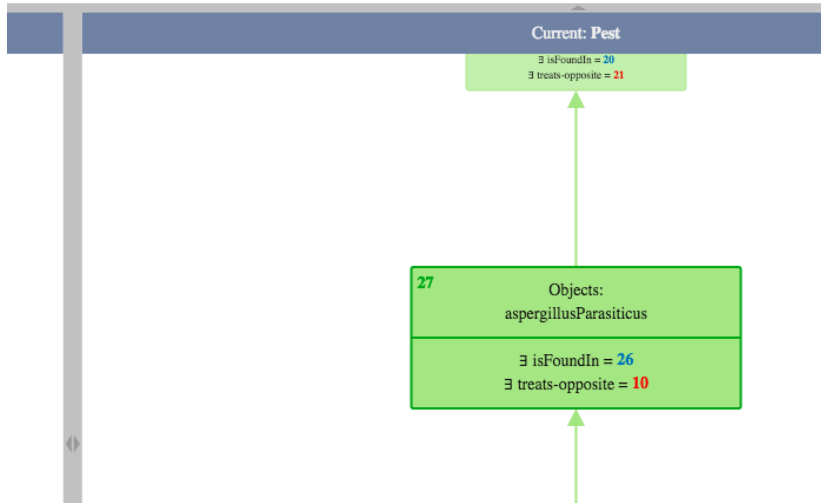 Current: Pest
∃ isFoundIn = 20
∃ treats-opposite = 21
27
Objects:
aspergillusParasiticus
∃ isFoundIn = 26
∃ treats-opposite = 10